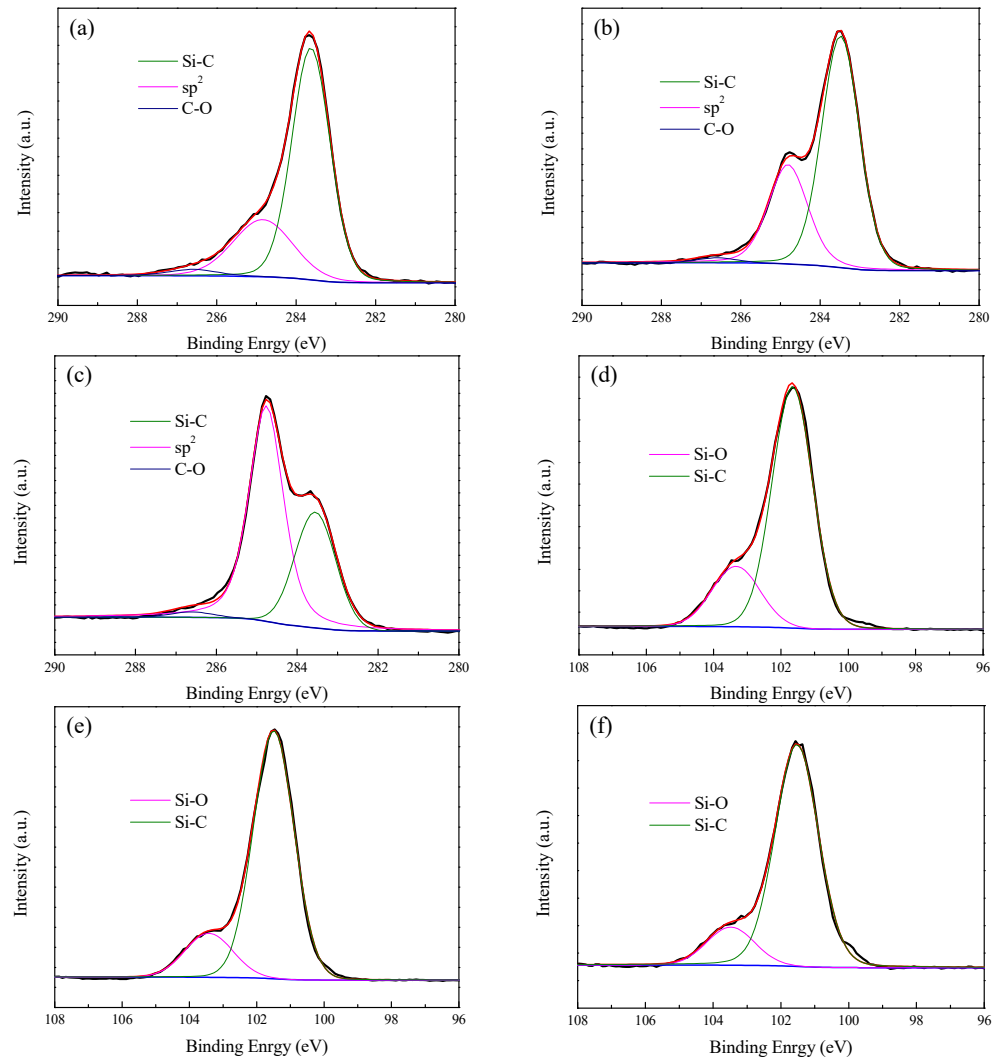 (a)
Si-C
sp²
C-O
Intensity (a.u.)
290 288 286 284 282 280
Binding Enrgy (eV)
(b)
Si-C
sp²
C-O
Intensity (a.u.)
290 288 286 284 282 280
Binding Enrgy (eV)
(c)
Si-C
sp²
C-O
Intensity (a.u.)
290 288 286 284 282 280
Binding Enrgy (eV)
(d)
Si-O
Si-C
Intensity (a.u.)
108 106 104 102 100 98 96
Binding Enrgy (eV)
(e)
Si-O
Si-C
Intensity (a.u.)
108 106 104 102 100 98 96
Binding Enrgy (eV)
(f)
Si-O
Si-C
Intensity (a.u.)
108 106 104 102 100 98 96
Binding Enrgy (eV)